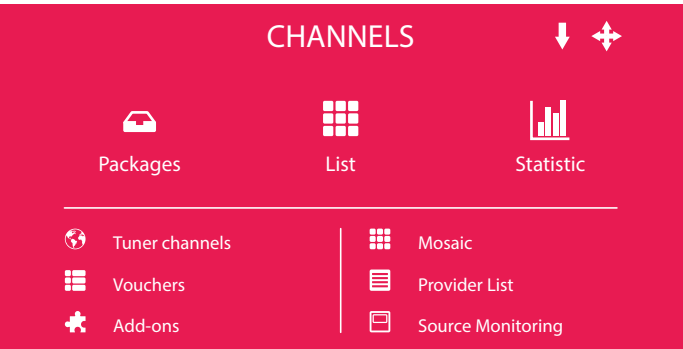 CHANNELS
Packages
List
Statistic
Tuner channels
Vouchers
Add-ons
Mosaic
Provider List
Source Monitoring